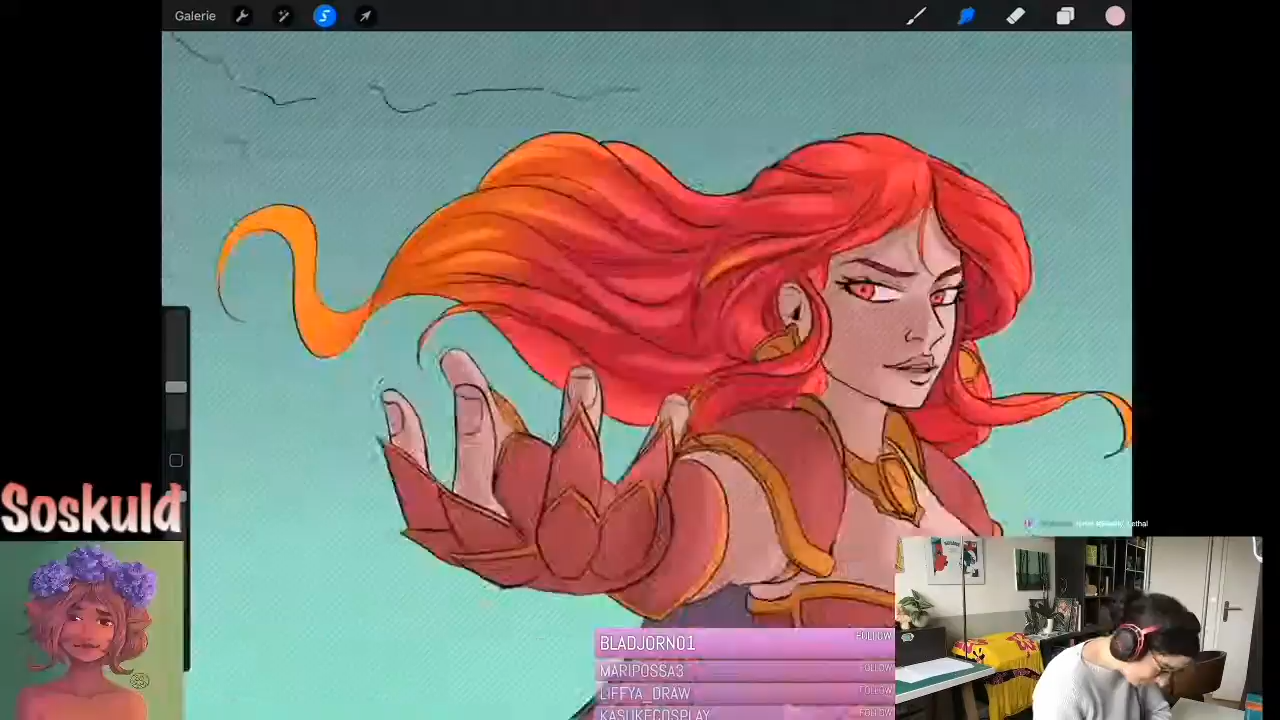 Galerie
Soskuld
BLADJORN01 FOLLOW
MARIPOSSA3 FOLLOW
LIFFYA_DRAW FOLLOW
KASUKECOSPLAY FOLLOW